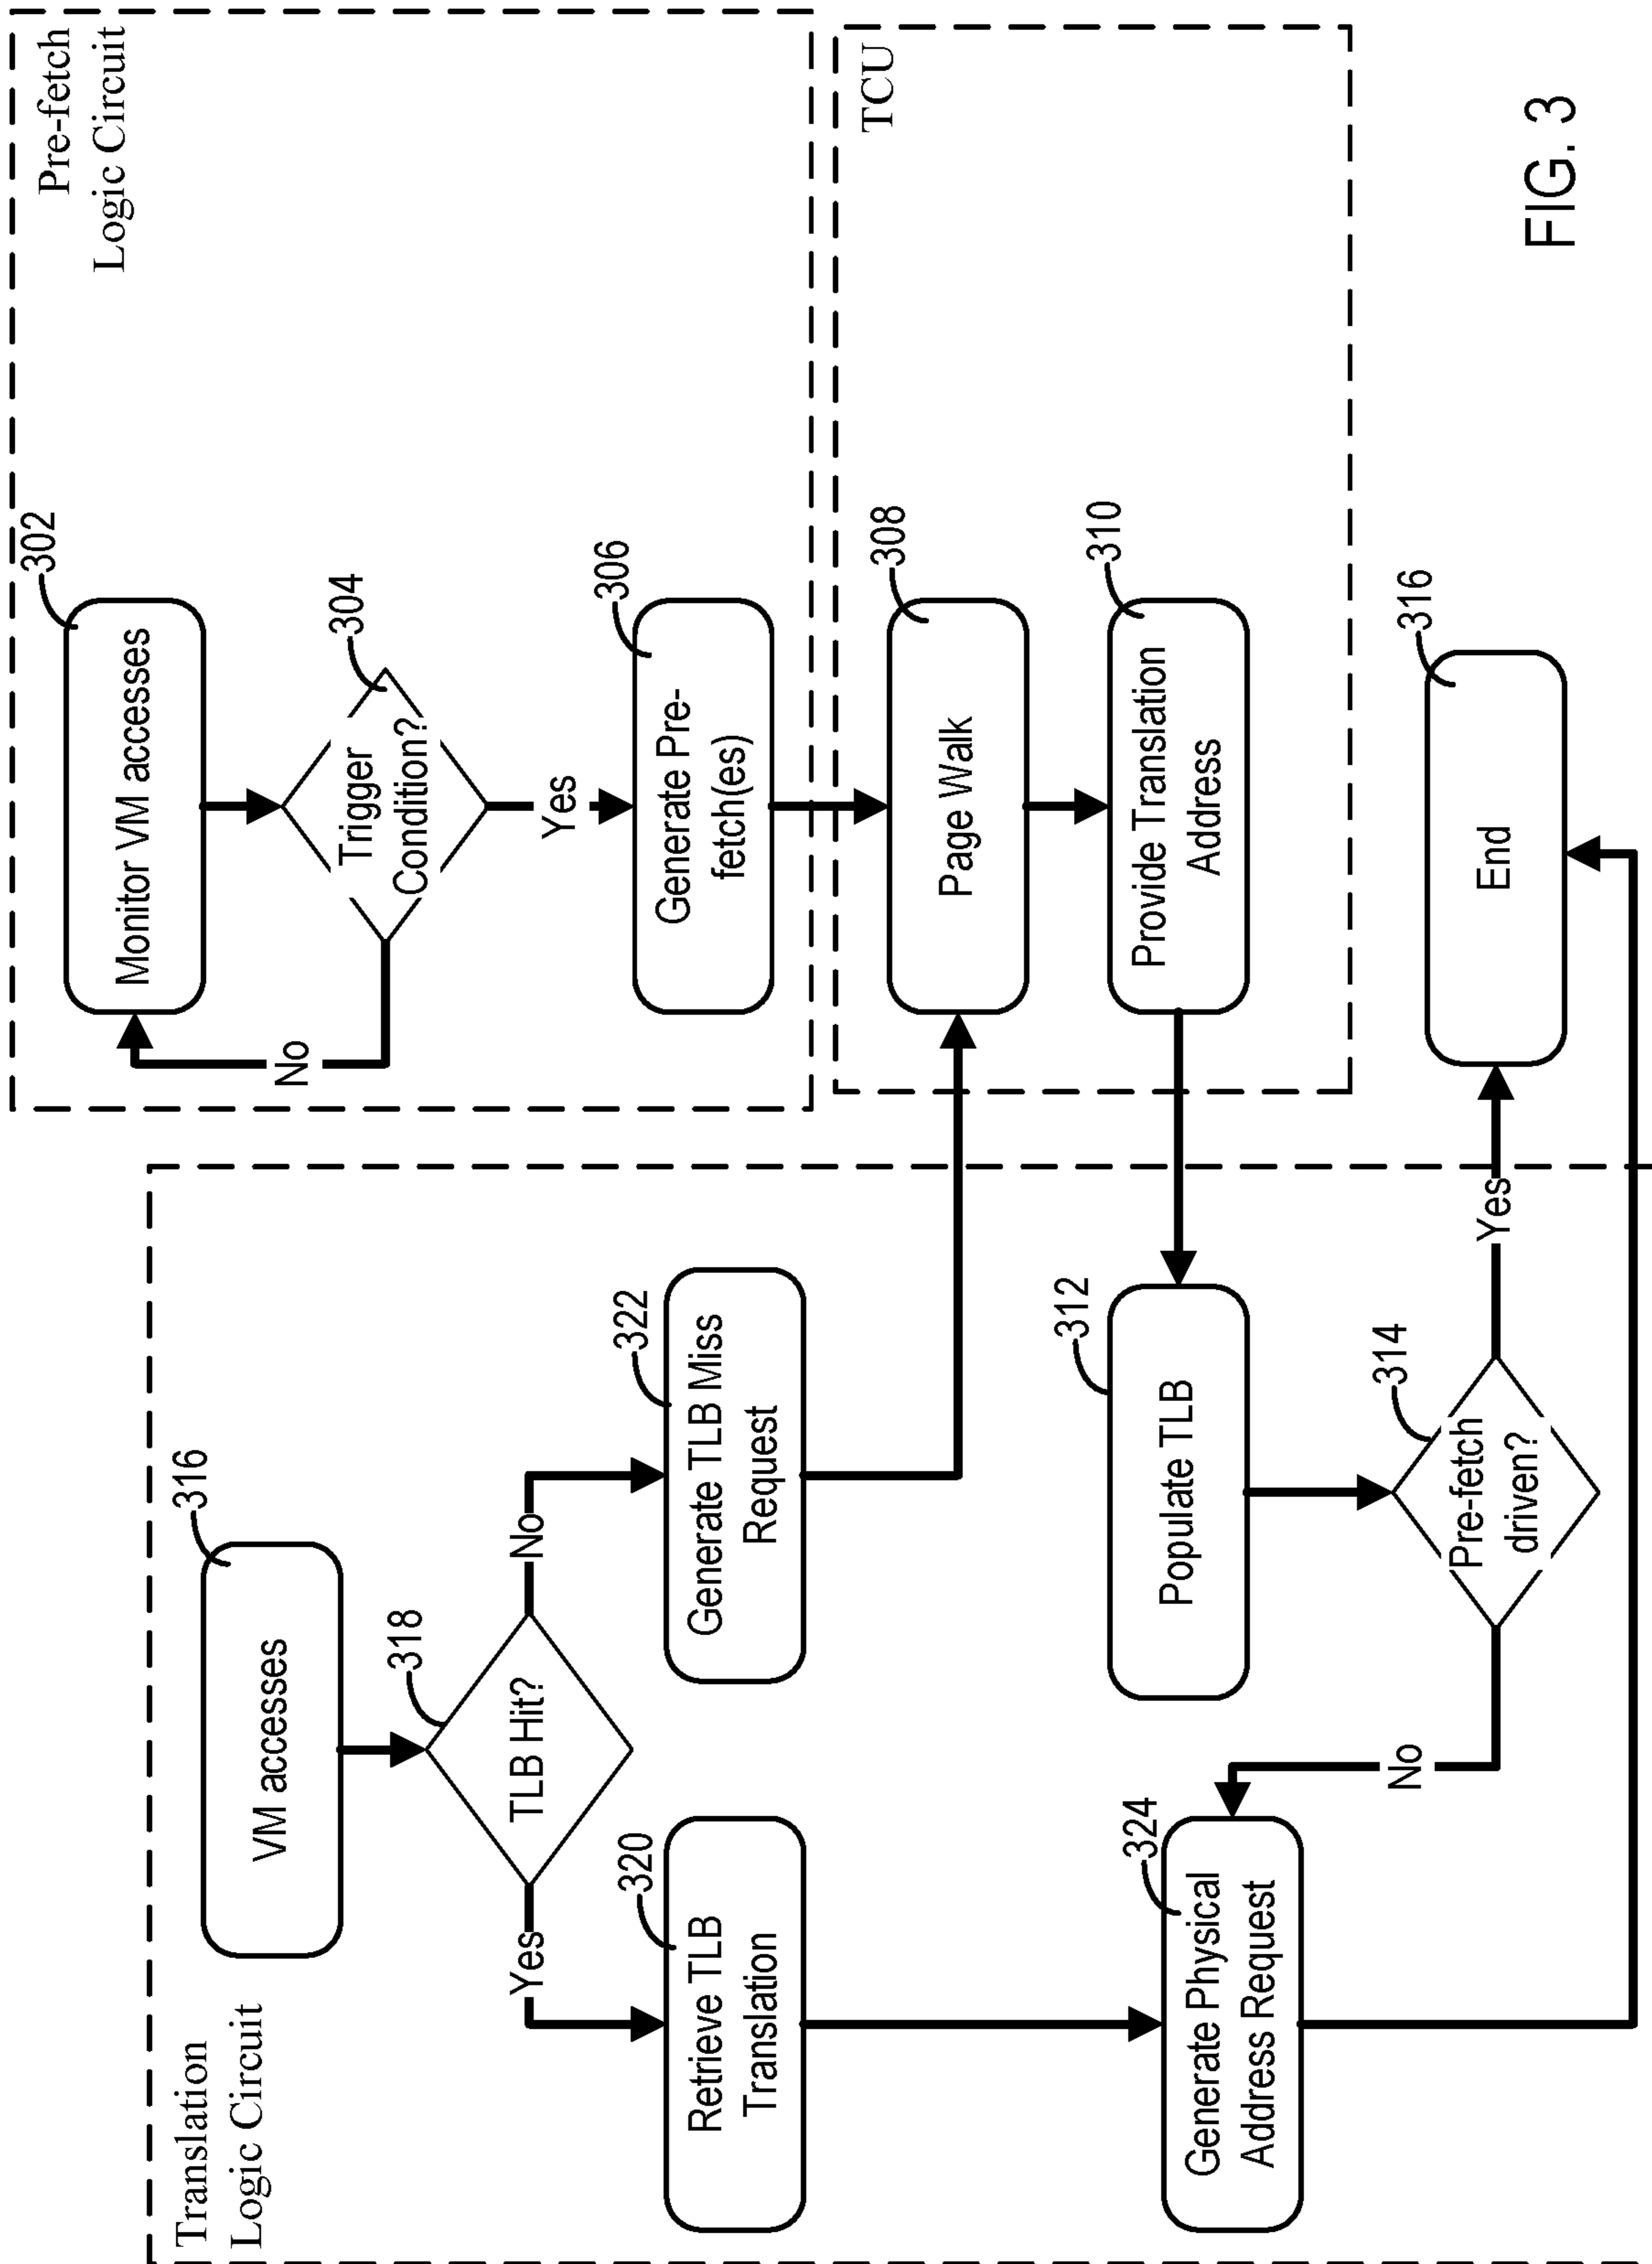 Translation
Logic Circuit
316
VM accesses
318
TLB Hit?
Yes
No
320
Retrieve TLB
Translation
322
Generate TLB Miss
Request
324
Generate Physical
Address Request
312
Populate TLB
314
Pre-fetch
driven?
No
Yes
Pre-fetch
Logic Circuit
302
Monitor VM accesses
304
Trigger
Condition?
No
Yes
306
Generate Pre-
fetch(es)
TCU
308
Page Walk
310
Provide Translation
Address
316
End
FIG. 3